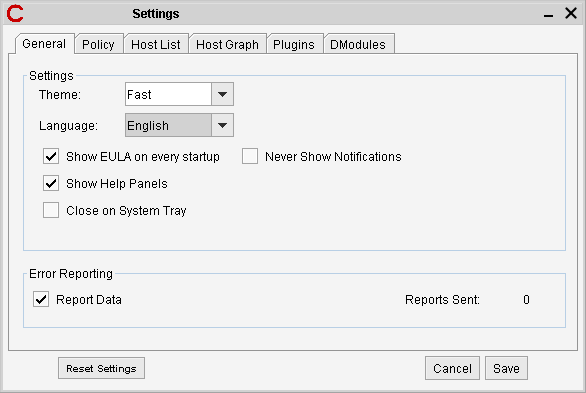 C Settings
General Policy Host List Host Graph Plugins DModules
Settings
Theme: Fast
Language: English
Show EULA on every startup Never Show Notifications
Show Help Panels
Close on System Tray
Error Reporting
Report Data Reports Sent: 0
Reset Settings Cancel Save